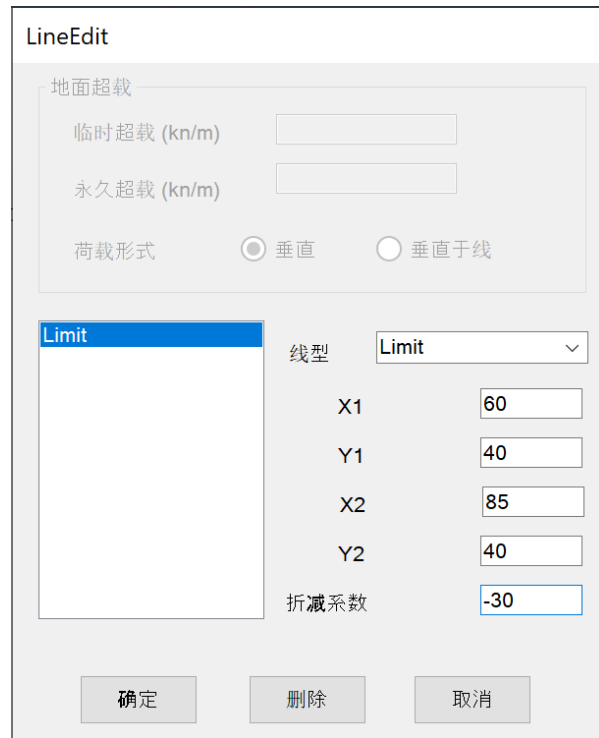 LineEdit
地面超载
临时超载 (kn/m)
永久超载 (kn/m)
荷载形式 垂直 垂直于线
Limit
线型 Limit
X1 60
Y1 40
X2 85
Y2 40
折减系数 -30
确定 删除 取消